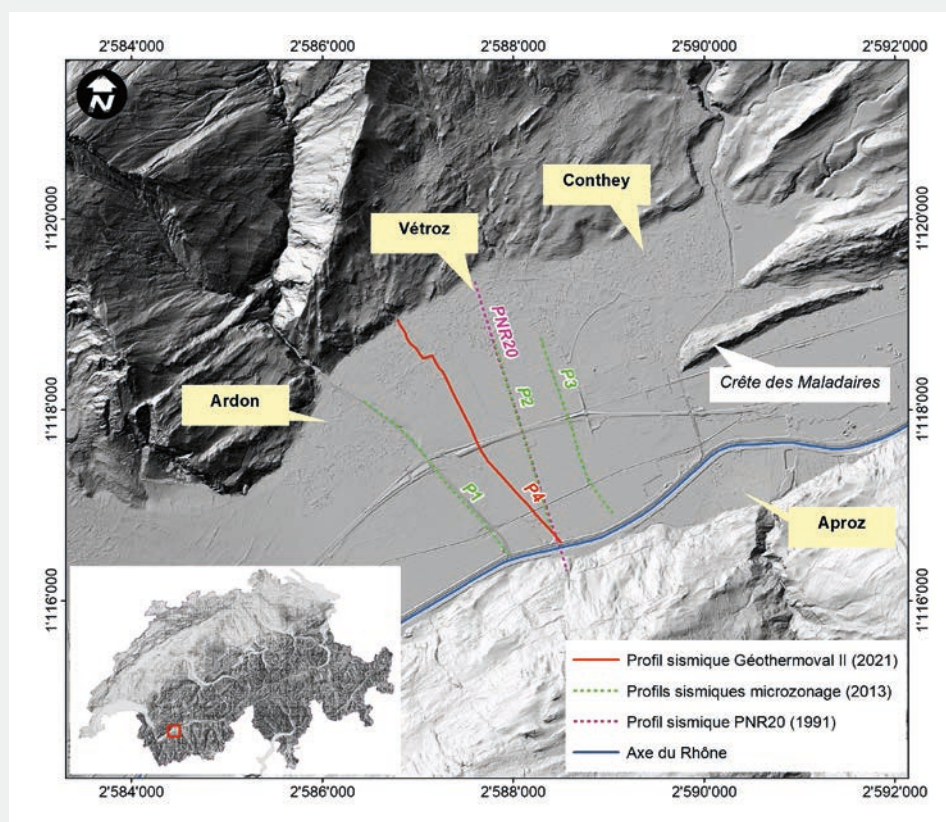 2'584'000
2'586'000
2'588'000
2'590'000
2'592'000
N
Conthey
1'120'000
1'120'000
Vétroz
PNR20
P3
Crête des Maladaires
P2
Ardon
1'118'000
1'118'000
P1
P4
Aproz
1'116'000
1'116'000
Profil sismique Géothermoval II (2021)
Profils sismiques microzonage (2013)
Profil sismique PNR20 (1991)
Axe du Rhône
2'584'000
2'586'000
2'588'000
2'590'000
2'592'000